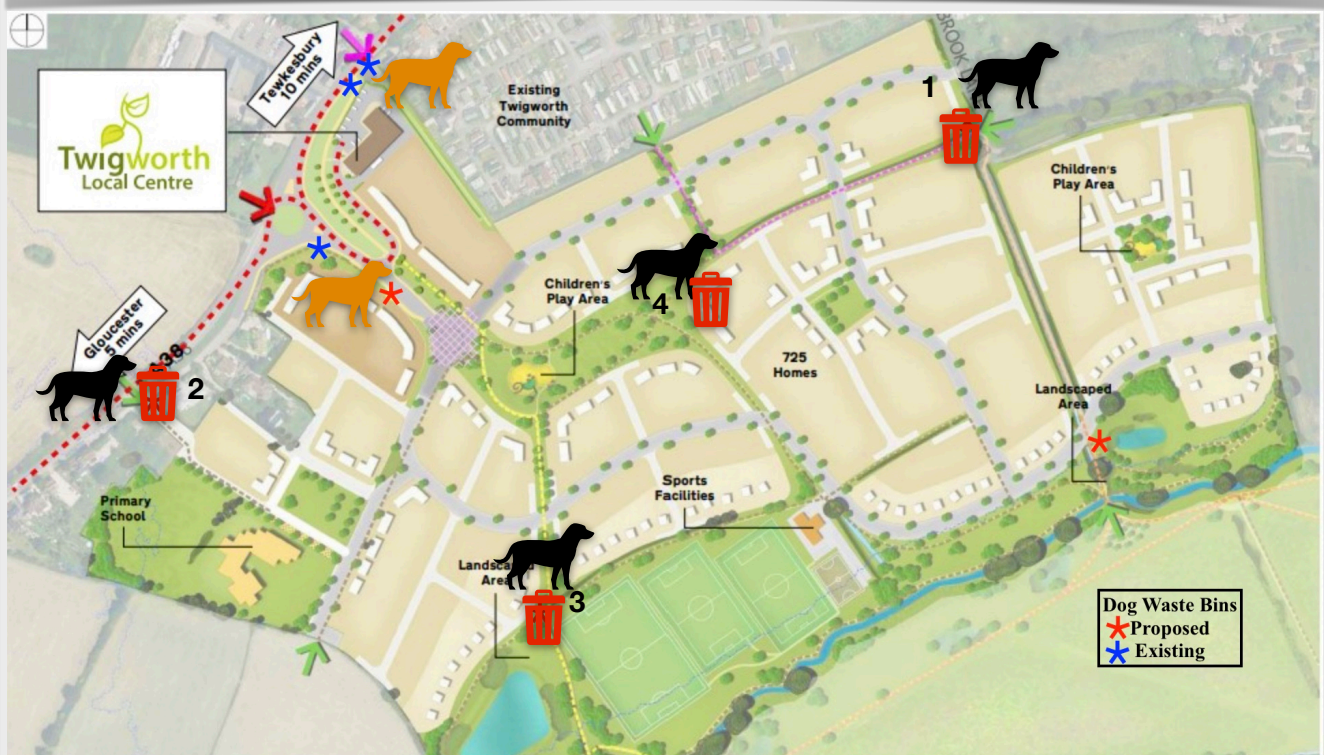 BROOK
Tewkesbury
10 mins
Twigworth
Local Centre
Existing
Twigworth
Community
1
Children's
Play Area
Gloucester
5 mins
38
2
Children's
Play Area
4
725
Homes
Landscaped
Area
Primary
School
Sports
Facilities
Landsca
Area
3
Dog Waste Bins
Proposed
Existing